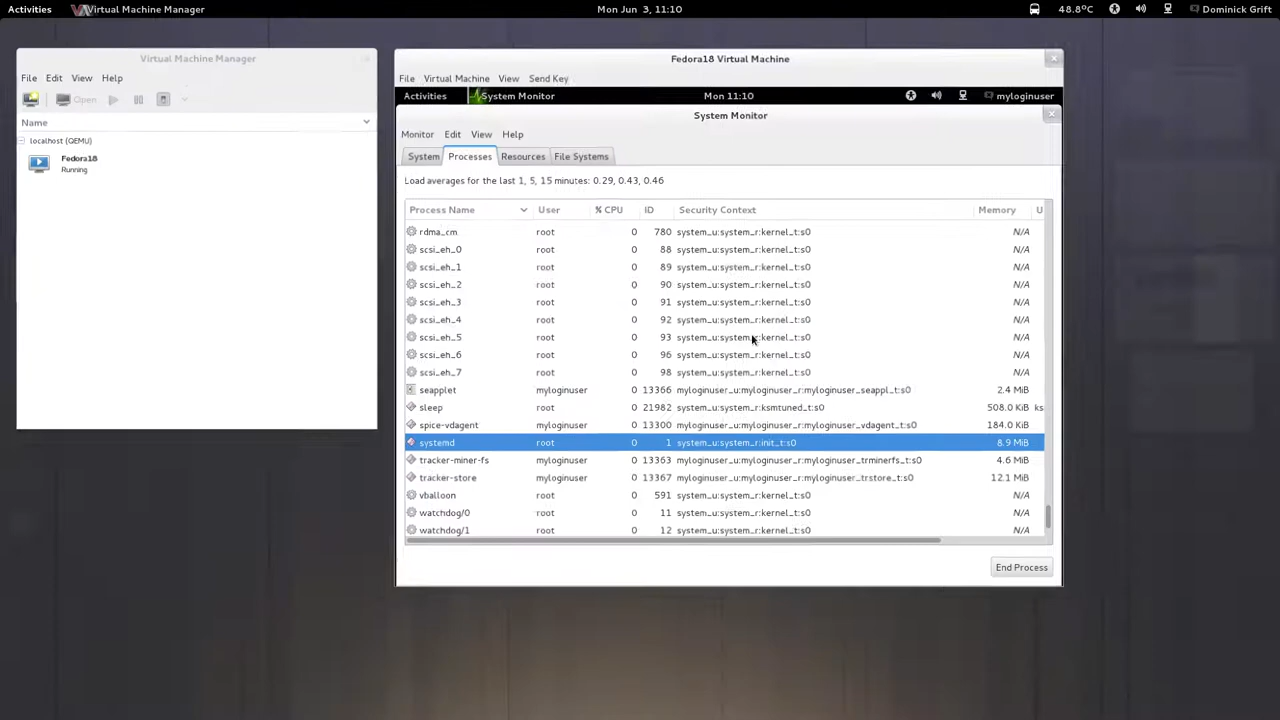 Activities Virtual Machine Manager Mon Jun 3, 11:10 48.8°C Dominick Grift
Virtual Machine Manager
File Edit View Help
Open
Name
localhost (QEMU)
Fedora18
Running
Fedora18 Virtual Machine
File Virtual Machine View Send Key
Activities System Monitor Mon 11:10 myloginuser
System Monitor
Monitor Edit View Help
System Processes Resources File Systems
Load averages for the last 1, 5, 15 minutes: 0.29, 0.43, 0.46
Process Name User % CPU ID Security Context Memory U
rdma_cm root 0 780 system_u:system_r:kernel_t:s0 N/A
scsi_eh_0 root 0 88 system_u:system_r:kernel_t:s0 N/A
scsi_eh_1 root 0 89 system_u:system_r:kernel_t:s0 N/A
scsi_eh_2 root 0 90 system_u:system_r:kernel_t:s0 N/A
scsi_eh_3 root 0 91 system_u:system_r:kernel_t:s0 N/A
scsi_eh_4 root 0 92 system_u:system_r:kernel_t:s0 N/A
scsi_eh_5 root 0 93 system_u:system_r:kernel_t:s0 N/A
scsi_eh_6 root 0 96 system_u:system_r:kernel_t:s0 N/A
scsi_eh_7 root 0 98 system_u:system_r:kernel_t:s0 N/A
seapplet myloginuser 0 13366 myloginuser_u:myloginuser_r:myloginuser_seappl_t:s0 2.4 MiB
sleep root 0 21982 system_u:system_r:ksmtuned_t:s0 508.0 KiB ks
spice-vdagent myloginuser 0 13300 myloginuser_u:myloginuser_r:myloginuser_vdagent_t:s0 184.0 KiB
systemd root 0 1 system_u:system_r:init_t:s0 8.9 MiB
tracker-miner-fs myloginuser 0 13363 myloginuser_u:myloginuser_r:myloginuser_trminerfs_t:s0 4.6 MiB
tracker-store myloginuser 0 13367 myloginuser_u:myloginuser_r:myloginuser_trstore_t:s0 12.1 MiB
vballoon root 0 591 system_u:system_r:kernel_t:s0 N/A
watchdog/0 root 0 11 system_u:system_r:kernel_t:s0 N/A
watchdog/1 root 0 12 system_u:system_r:kernel_t:s0 N/A
End Process